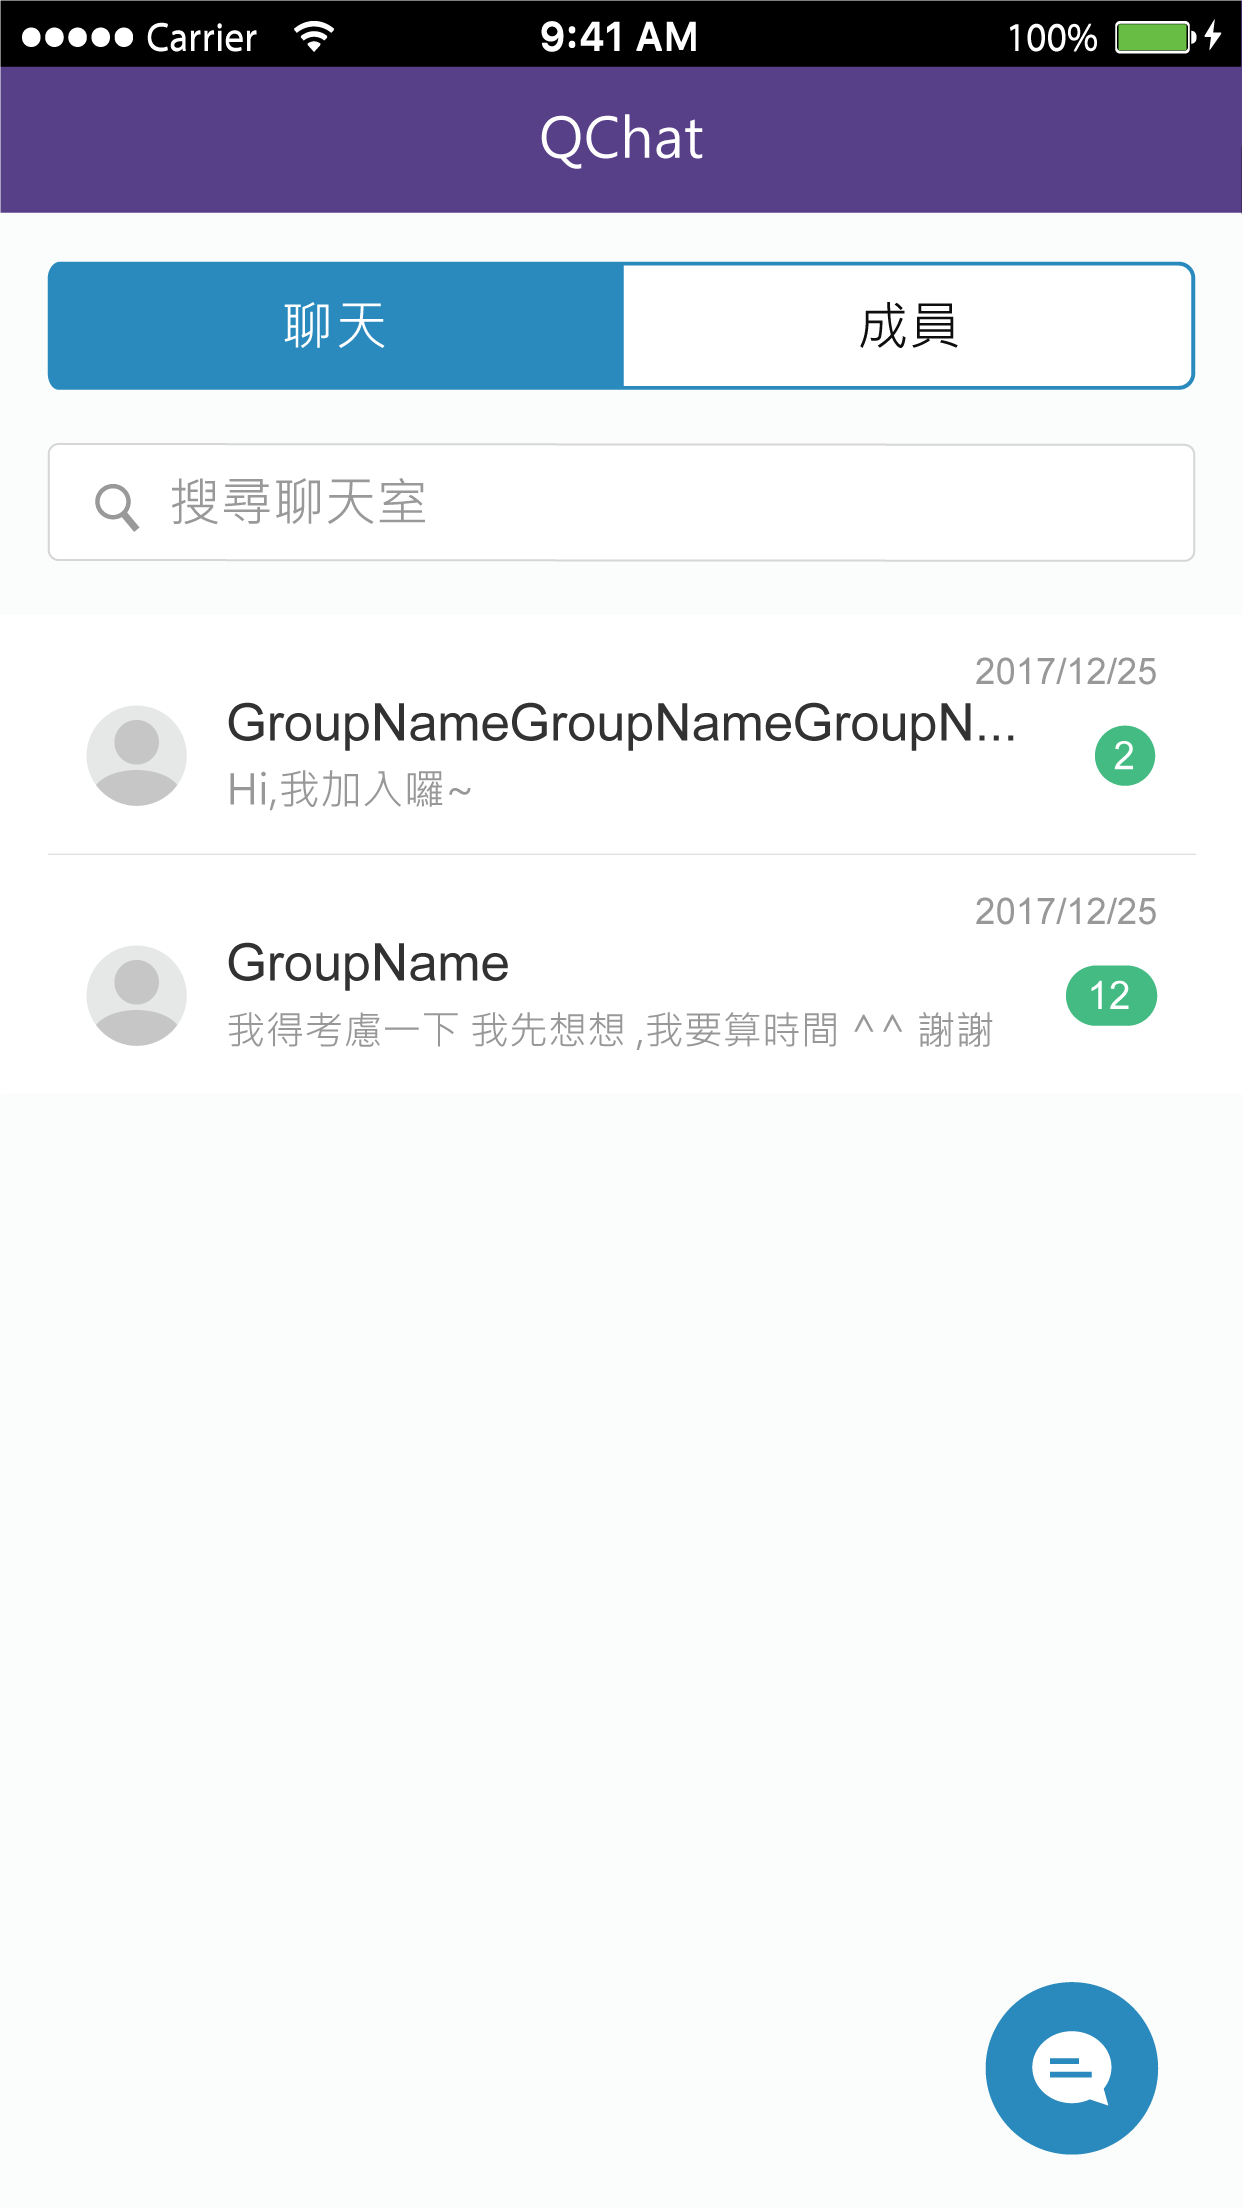 Carrier 9:41 AM 100%
QChat
聊天 成員
搜尋聊天室
2017/12/25
GroupNameGroupNameGroupN...
2
Hi,我加入囉~
2017/12/25
GroupName
12
我得考慮一下 我先想想 ,我要算時間 ^^ 謝謝